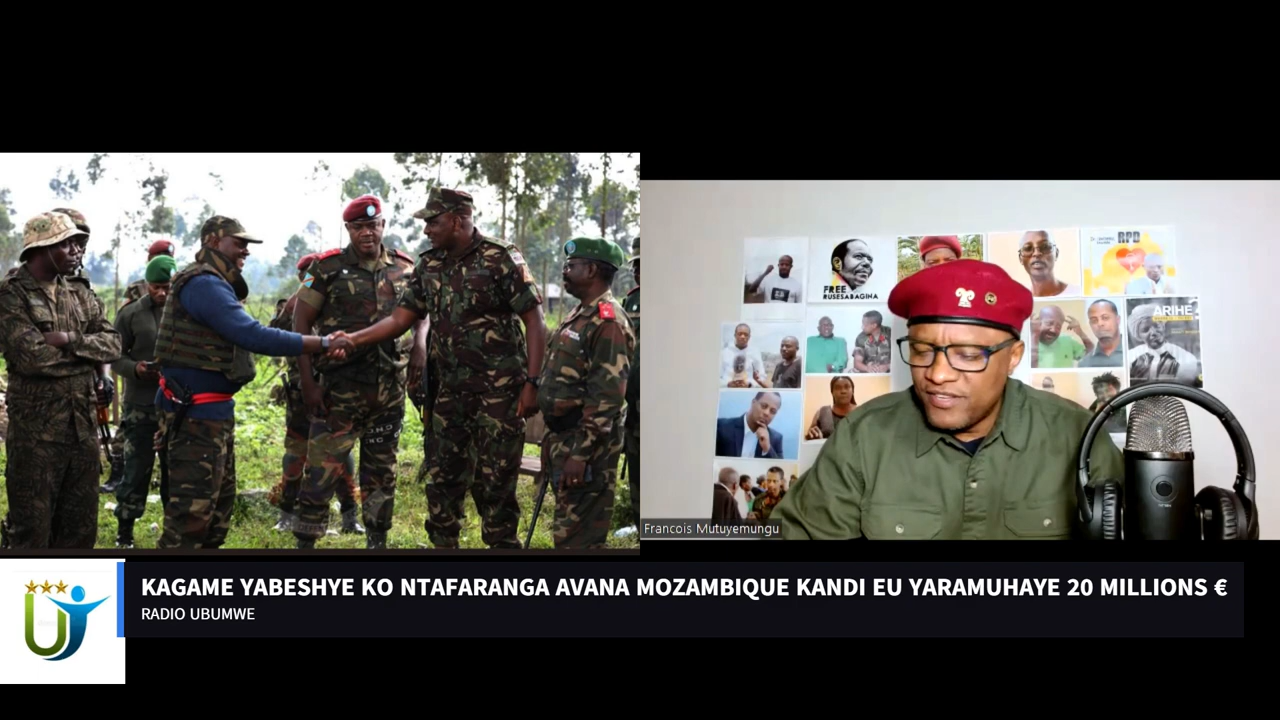 FREE
RUSESABAGINA
RPD
ARIHE
Francois Mutuyemungu
KAGAME YABESHYE KO NTAFARANGA AVANA MOZAMBIQUE KANDI EU YARAMUHAYE 20 MILLIONS €
RADIO UBUMWE